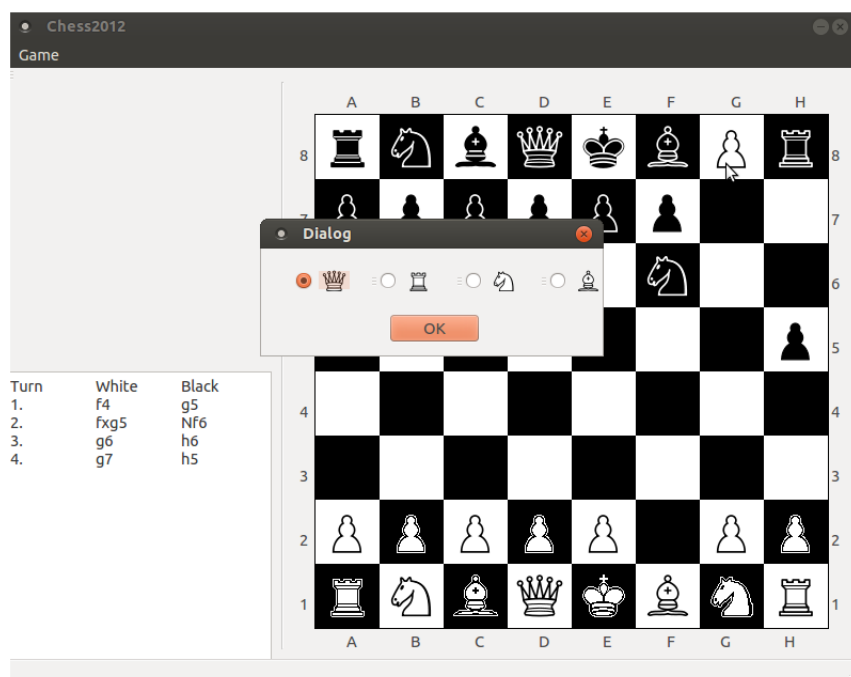 Chess2012
Game
A B C D E F G H
8 8
7 7
Dialog
6 6
OK
5
Turn White Black
1. f4 g5
2. fxg5 Nf6
3. g6 h6
4. g7 h5
4 4
3 3
2 2
1 1
A B C D E F G H